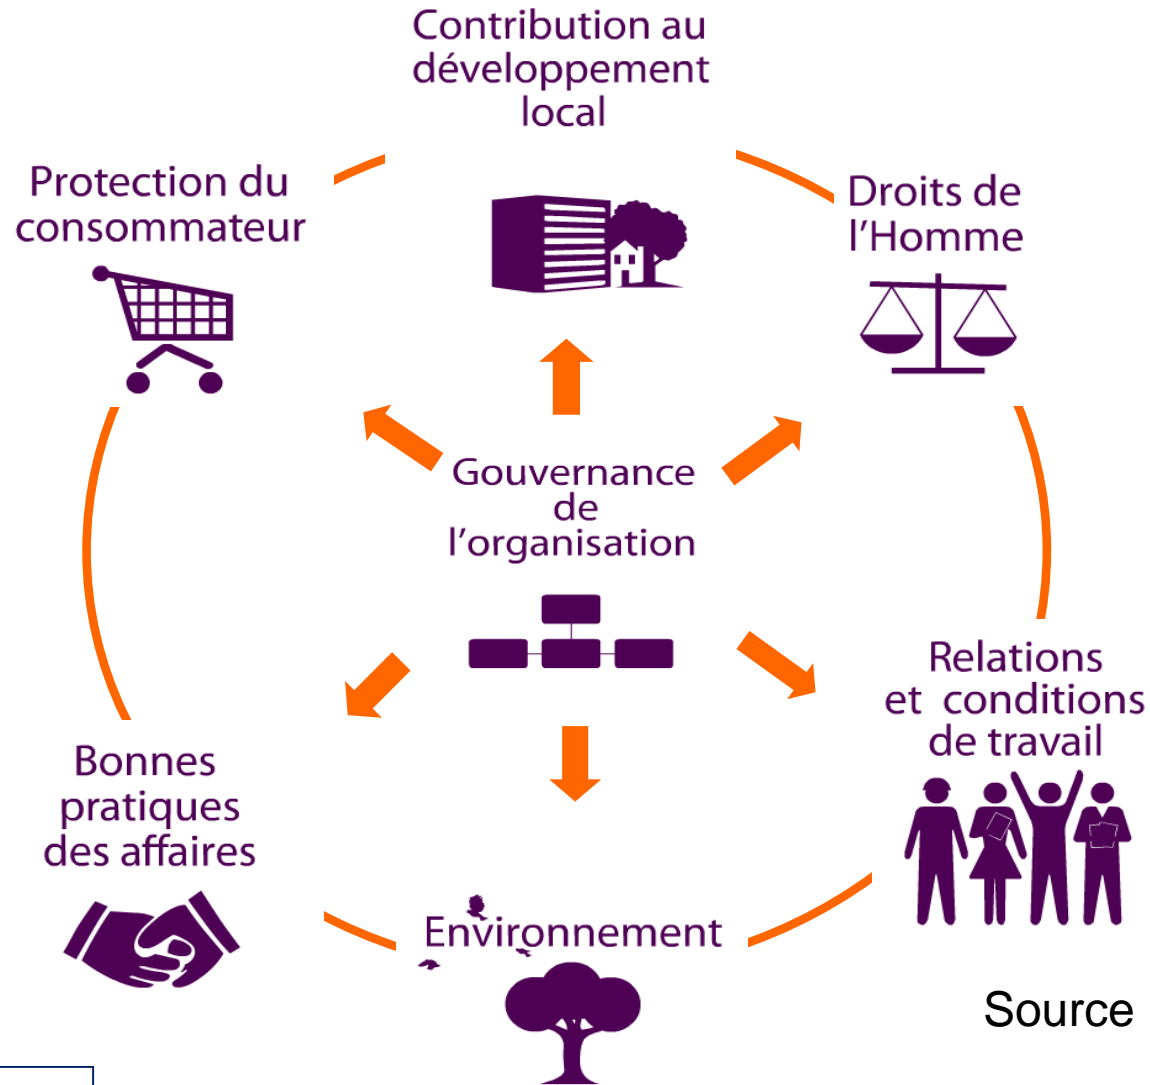 Contribution au
développement
local
Protection du
consommateur
Droits de
l'Homme
Gouvernance
de
l'organisation
Relations
et conditions
de travail
Bonnes
pratiques
des affaires
Environnement
Source